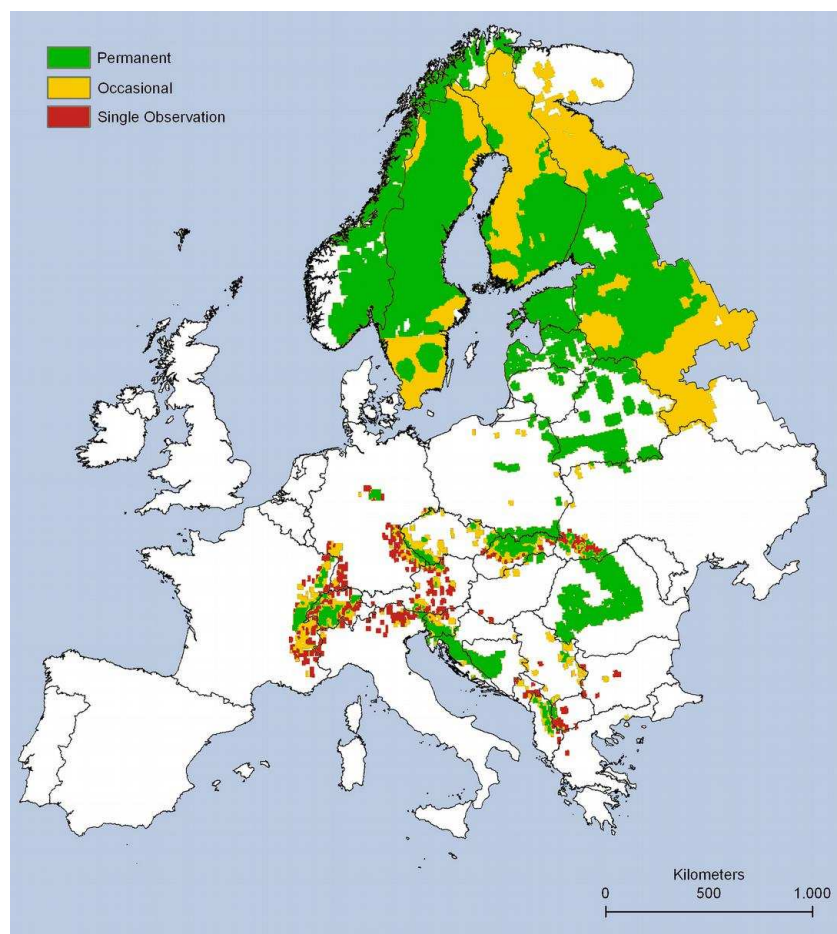 Permanent
Occasional
Single Observation
Kilometers
0 500 1.000